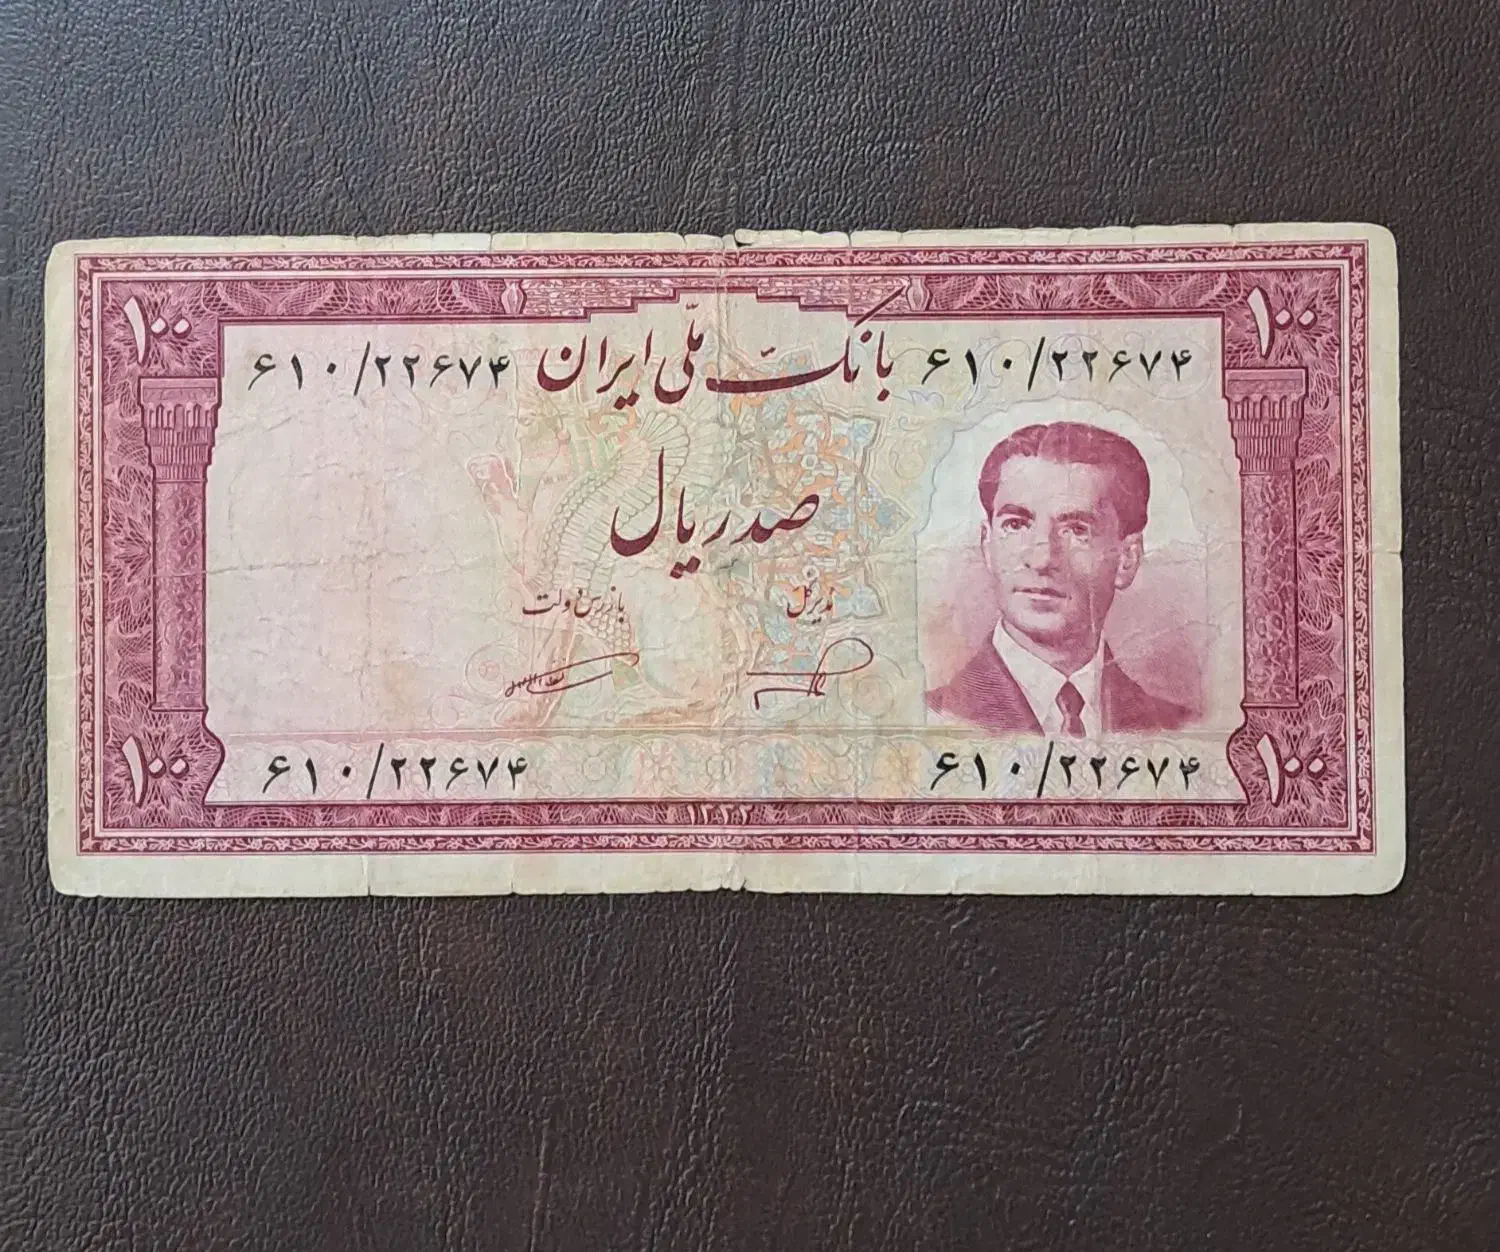 ۱۰۰ ۱۰۰
۶۱۰/۲۲۶۷۴ بانک ملّی ایران ۶۱۰/۲۲۶۷۴
صد ریال
مدیر کل بازرس دولت
۶۱۰/۲۲۶۷۴ ۶۱۰/۲۲۶۷۴
۱۰۰ ۱۰۰